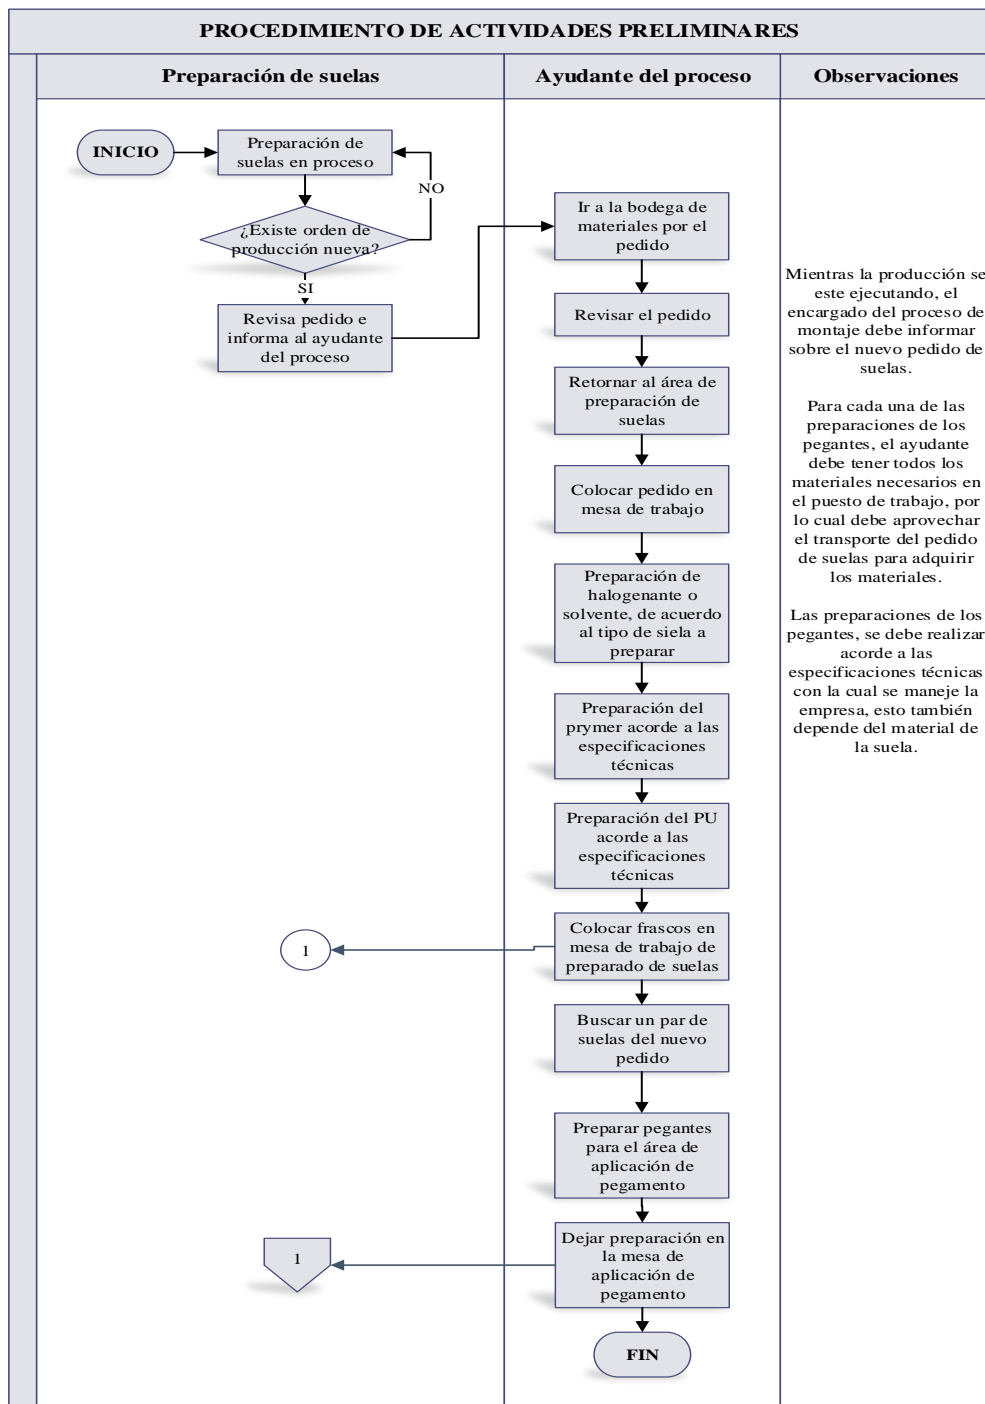 PROCEDIMIENTO DE ACTIVIDADES PRELIMINARES
Preparación de suelas
Ayudante del proceso
Observaciones
INICIO
Preparación de
suelas en proceso
NO
¿Existe orden de
producción nueva?
SI
Revisa pedido e
informa al ayudante
del proceso
Ir a la bodega de
materiales por el
pedido
Revisar el pedido
Retornar al área de
preparación de
suelas
Colocar pedido en
mesa de trabajo
Preparación de
halogenante o
solvente, de acuerdo
al tipo de siela a
preparar
Preparación del
prymer acorde a las
especificaciones
técnicas
Preparación del PU
acorde a las
especificaciones
técnicas
Colocar frascos en
mesa de trabajo de
preparado de suelas
1
Buscar un par de
suelas del nuevo
pedido
Preparar pegantes
para el área de
aplicación de
pegamento
Dejar preparación en
la mesa de
aplicación de
pegamento
1
FIN
Mientras la producción se
este ejecutando, el
encargado del proceso de
montaje debe informar
sobre el nuevo pedido de
suelas.
Para cada una de las
preparaciones de los
pegantes, el ayudante
debe tener todos los
materiales necesarios en
el puesto de trabajo, por
lo cual debe aprovechar
el transporte del pedido
de suelas para adquirir
los materiales.
Las preparaciones de los
pegantes, se debe realizar
acorde a las
especificaciones técnicas
con la cual se maneje la
empresa, esto también
depende del material de
la suela.